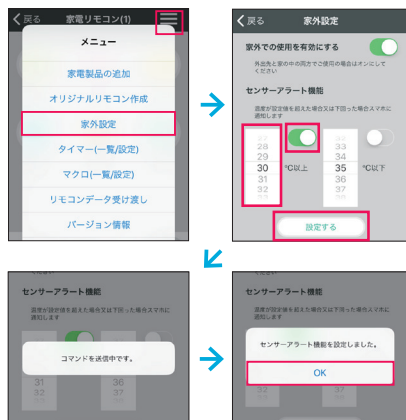 戻る 家電リモコン(1)
メニュー
家電製品の追加
オリジナルリモコン作成
家外設定
タイマー(一覧/設定)
マクロ(一覧/設定)
リモコンデータ受け渡し
バージョン情報
戻る 家外設定
家外での使用を有効にする
外出先と家の中の両方でご使用の場合はオンにして
ください
センサーアラート機能
温度が設定値を超えた場合又は下回った場合スマホに
通知します
28 33
29 34
30 ℃以上 35 ℃以下
31 36
32 37
設定する
センサーアラート機能
温度が設定値を超えた場合又は下回った場合スマホに
通知します
コマンドを送信中です。
31 36
32 37
センサーアラート機能
温度が設定値を超えた場合又は下回った場合スマホに
通知します
センサーアラート機能を設定しました。
OK
32 37